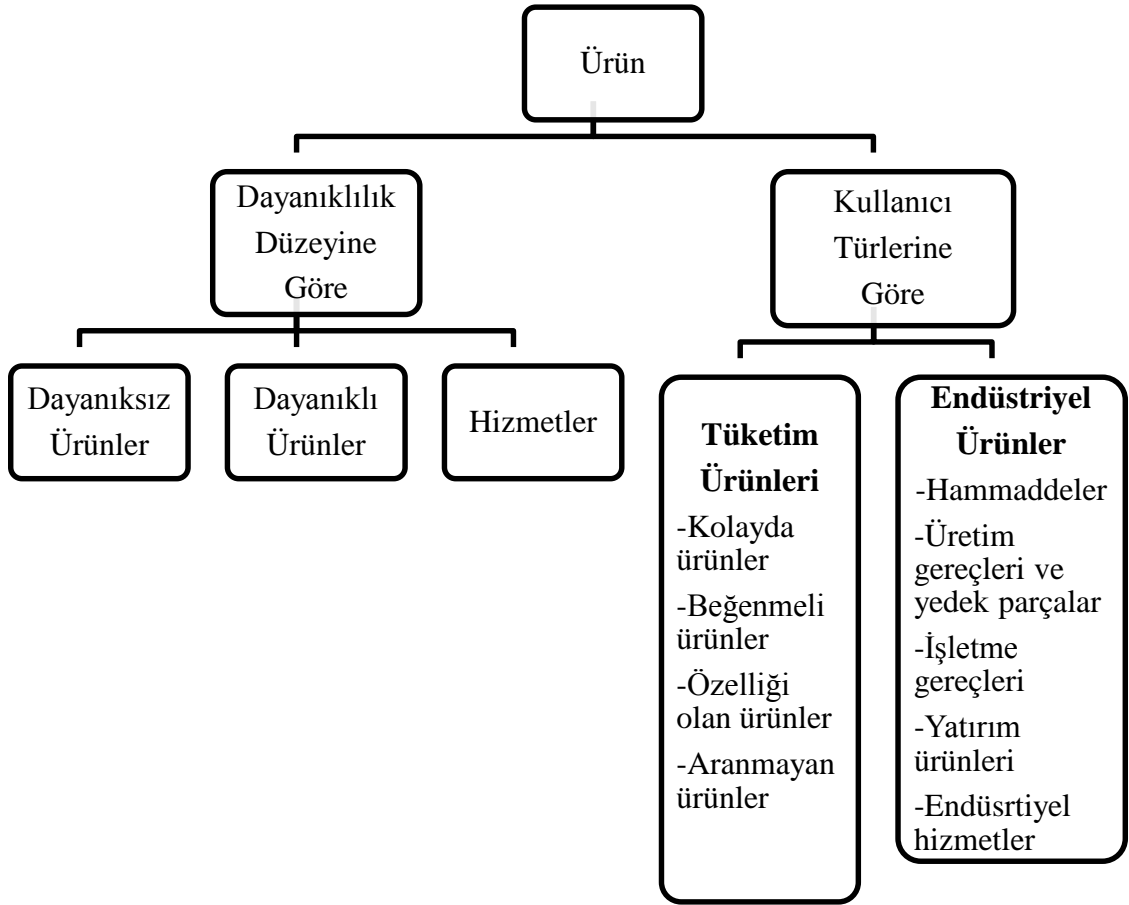 Ürün
Dayanıklılık
Düzeyine
Göre
Kullanıcı
Türlerine
Göre
Dayanıksız
Ürünler
Dayanıklı
Ürünler
Hizmetler
Tüketim
Ürünleri
-Kolayda
ürünler
-Beğenmeli
ürünler
-Özelliği
olan ürünler
-Aranmayan
ürünler
Endüstriyel
Ürünler
-Hammaddeler
-Üretim
gereçleri ve
yedek parçalar
-İşletme
gereçleri
-Yatırım
ürünleri
-Endüsrtiyel
hizmetler